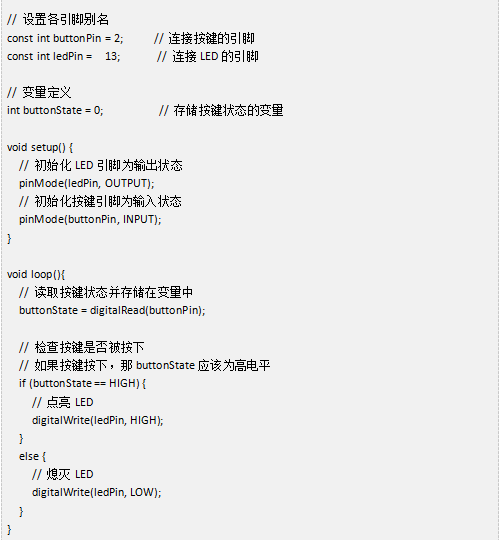 // 设置各引脚别名
const int buttonPin = 2;          // 连接按键的引脚
const int ledPin =    13;            // 连接 LED 的引脚

// 变量定义
int buttonState = 0;                  // 存储按键状态的变量

void setup() {
    // 初始化 LED 引脚为输出状态
    pinMode(ledPin, OUTPUT);
    // 初始化按键引脚为输入状态
    pinMode(buttonPin, INPUT);
}

void loop(){
    // 读取按键状态并存储在变量中
    buttonState = digitalRead(buttonPin);

    // 检查按键是否被按下
    // 如果按键按下，那 buttonState 应该为高电平
    if (buttonState == HIGH) {
        // 点亮 LED
        digitalWrite(ledPin, HIGH);
    }
    else {
        // 熄灭 LED
        digitalWrite(ledPin, LOW);
    }
}